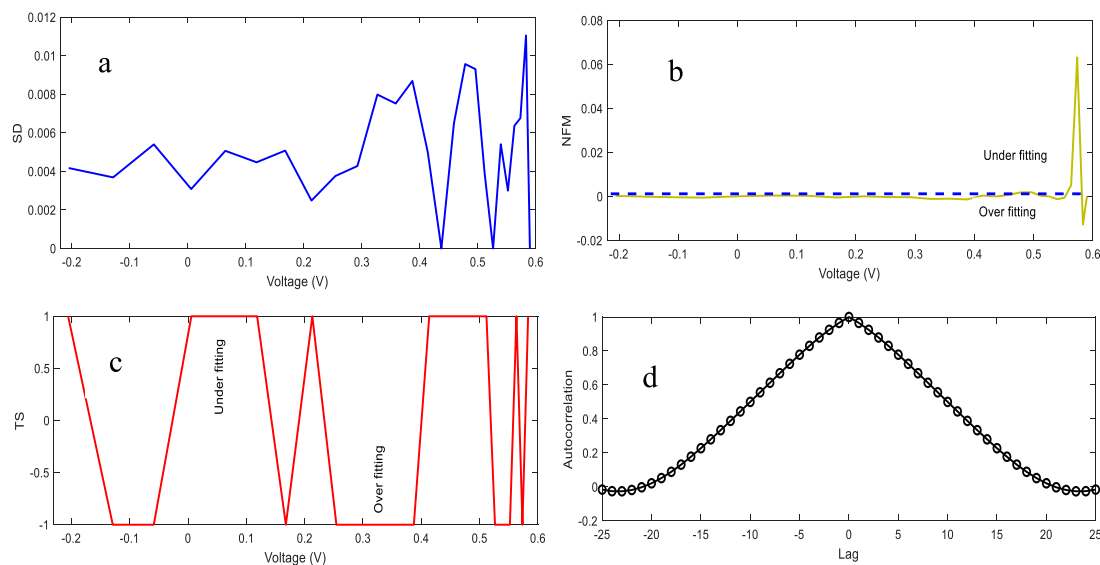 0.012
0.01
0.008
0.006
0.004
0.002
0
SD
a
-0.2 -0.1 0 0.1 0.2 0.3 0.4 0.5 0.6
Voltage (V)
0.08
0.06
0.04
0.02
0
-0.02
NFM
b
Under fitting
Over fitting
-0.2 -0.1 0 0.1 0.2 0.3 0.4 0.5 0.6
Voltage (V)
1
0.5
0
-0.5
-1
TS
c
Under fitting
Over fitting
-0.2 -0.1 0 0.1 0.2 0.3 0.4 0.5 0.6
Voltage (V)
1
0.8
0.6
0.4
0.2
0
-0.2
Autocorrelation
d
-25 -20 -15 -10 -5 0 5 10 15 20 25
Lag